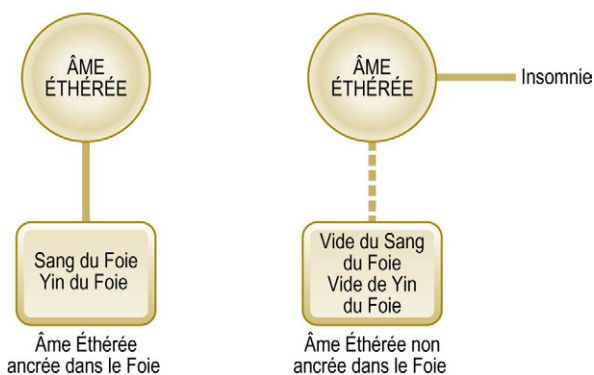 ÂME
ÉTHÉRÉE
Sang du Foie
Yin du Foie
Âme Éthérée
ancrée dans le Foie
ÂME
ÉTHÉRÉE
Insomnie
Vide du Sang
du Foie
Vide de Yin
du Foie
Âme Éthérée non
ancrée dans le Foie